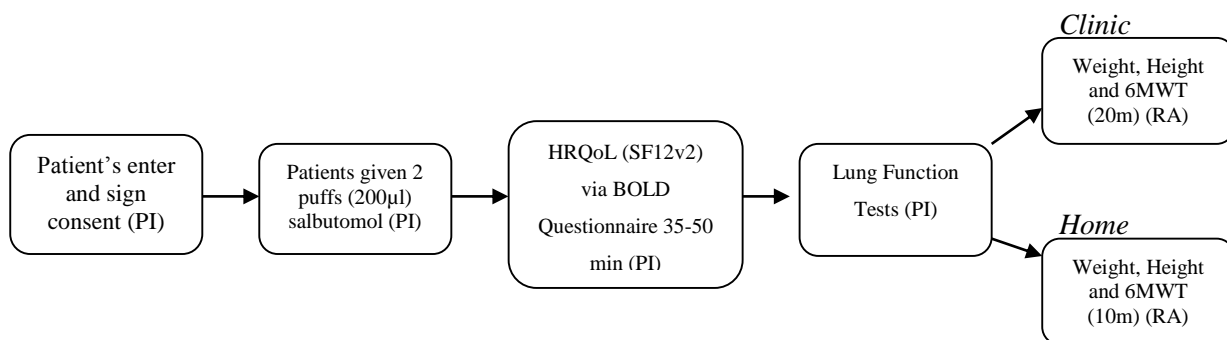 Patient's enter
and sign
consent (PI)
Patients given 2
puffs (200µl)
salbutomol (PI)
HRQoL (SF12v2)
via BOLD
Questionnaire 35-50
min (PI)
Lung Function
Tests (PI)
Clinic
Weight, Height
and 6MWT
(20m) (RA)
Home
Weight, Height
and 6MWT
(10m) (RA)